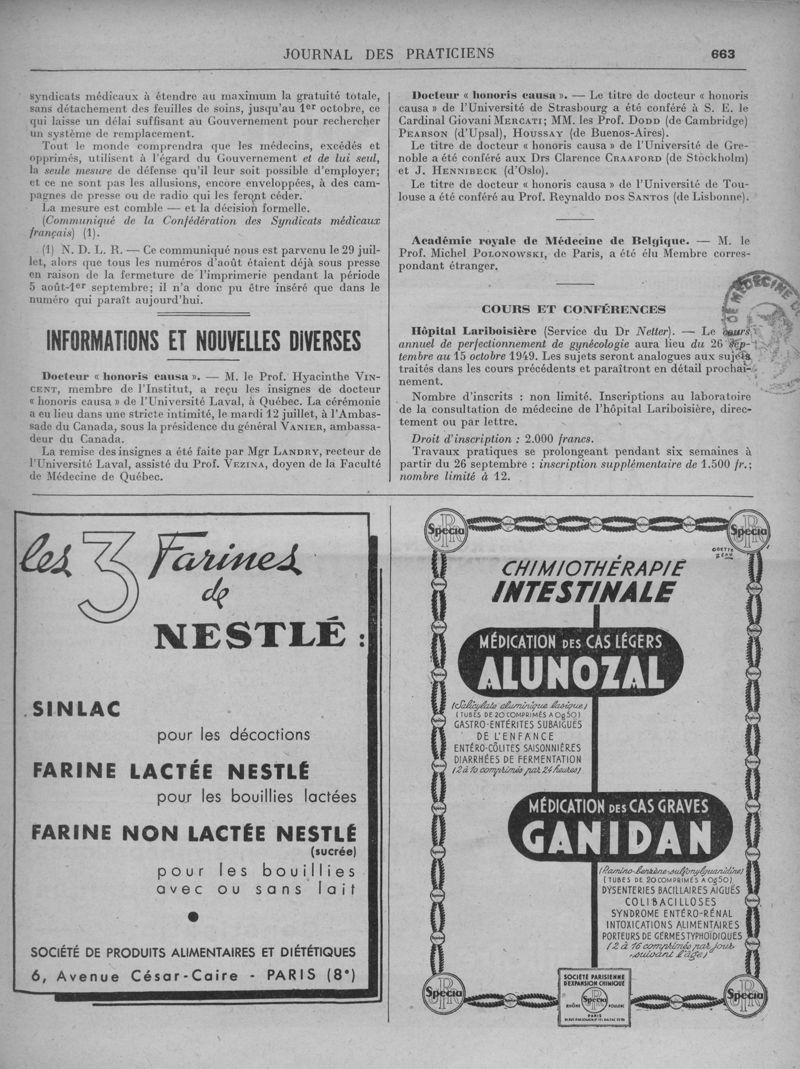 JOURNAL DES PRATICIENS 663
syndicats médicaux à étendre au maximum la gratuité totale,
sans détachement des feuilles de soins, jusqu'au 1er octobre, ce
qui laisse un délai suffisant au Gouvernement pour rechercher
un système de remplacement.
Tout le monde comprendra que les médecins, excédés et
opprimés, utilisent à l'égard du Gouvernement et de lui seul,
la seule mesure de défense qu'il leur soit possible d'employer;
et ce ne sont pas les allusions, encore enveloppées, à des cam-
pagnes de presse ou de radio qui les feront céder.
La mesure est comble — et la décision formelle.
(Communiqué de la Confédération des Syndicats médicaux
français) (1).
(1) N. D. L. R. — Ce communiqué nous est parvenu le 29 juil-
let, alors que tous les numéros d'août étaient déjà sous presse
en raison de la fermeture de l'imprimerie pendant la période
5 août-1er septembre; il n'a donc pu être inséré que dans le
numéro qui paraît aujourd'hui.
INFORMATIONS ET NOUVELLES DIVERSES
Docteur « honoris causa ». — M. le Prof. Hyacinthe VIN-
CENT, membre de l'Institut, a reçu les insignes de docteur
« honoris causa » de l'Université Laval, à Québec. La cérémonie
a eu lieu dans une stricte intimité, le mardi 12 juillet, à l'Ambas-
sade du Canada, sous la présidence du général VANIER, ambassa-
deur du Canada.
La remise des insignes a été faite par Mgr LANDRY, recteur de
l'Université Laval, assisté du Prof. VEZINA, doyen de la Faculté
de Médecine de Québec.
Docteur « honoris causa ». — Le titre de docteur « honoris
causa » de l'Université de Strasbourg a été conféré à S. E. le
Cardinal Giovani MERCATI; MM. les Prof. DODD (de Cambridge)
PEARSON (d'Upsal), HOUSSAY (de Buenos-Aires).
Le titre de docteur « honoris causa » de l'Université de Gre-
noble a été conféré aux Drs Clarence CRAAFORD (de Stockholm)
et J. HENNIBECK (d'Oslo).
Le titre de docteur « honoris causa » de l'Université de Tou-
louse a été conféré au Prof. Reynaldo DOS SANTOS (de Lisbonne).
Académie royale de Médecine de Belgique. — M. le
Prof. Michel POLONOWSKI, de Paris, a été élu Membre corres-
pondant étranger.
COURS ET CONFÉRENCES
Hôpital Lariboisière (Service du Dr Netter). — Le cours
annuel de perfectionnement de gynécologie aura lieu du 26 sep-
tembre au 15 octobre 1949. Les sujets seront analogues aux sujets
traités dans les cours précédents et paraîtront en détail prochai-
nement.
Nombre d'inscrits : non limité. Inscriptions au laboratoire
de la consultation de médecine de l'hôpital Lariboisière, direc-
tement ou par lettre.
Droit d'inscription : 2.000 francs.
Travaux pratiques se prolongeant pendant six semaines à
partir du 26 septembre : inscription supplémentaire de 1.500 fr.;
nombre limité à 12.
les 3 Farines
de
NESTLÉ :
SINLAC
pour les décoctions
FARINE LACTÉE NESTLÉ
pour les bouillies lactées
FARINE NON LACTÉE NESTLÉ
(sucrée)
pour les bouillies
avec ou sans lait
SOCIÉTÉ DE PRODUITS ALIMENTAIRES ET DIÉTÉTIQUES
6, Avenue César-Caire - PARIS (8e)
Specia
Specia
CHIMIOTHÉRAPIE
INTESTINALE
MÉDICATION DES CAS LÉGERS
ALUNOZAL
(Salicylate aluminique basique)
(TUBES DE 20 COMPRIMÉS A 0g50)
GASTRO-ENTÉRITES SUBAIGUËS
DE L'ENFANCE
ENTÉRO-COLITES SAISONNIÈRES
DIARRHÉES DE FERMENTATION
(2 à 10 comprimés par 24 heures)
MÉDICATION DES CAS GRAVES
GANIDAN
(Pamino-benzène-sulfonylguanidine)
(TUBES DE 20 COMPRIMÉS A 0g50)
DYSENTERIES BACILLAIRES AIGUËS
COLIBACILLOSES
SYNDROME ENTÉRO-RÉNAL
INTOXICATIONS ALIMENTAIRES
PORTEURS DE GERMES TYPHOÏDIQUES
(2 à 16 comprimés par jour
suivant l'âge)
Specia
Specia
SOCIÉTÉ PARISIENNE
D'EXPANSION CHIMIQUE
Specia
RHÔNE POULENC
PARIS